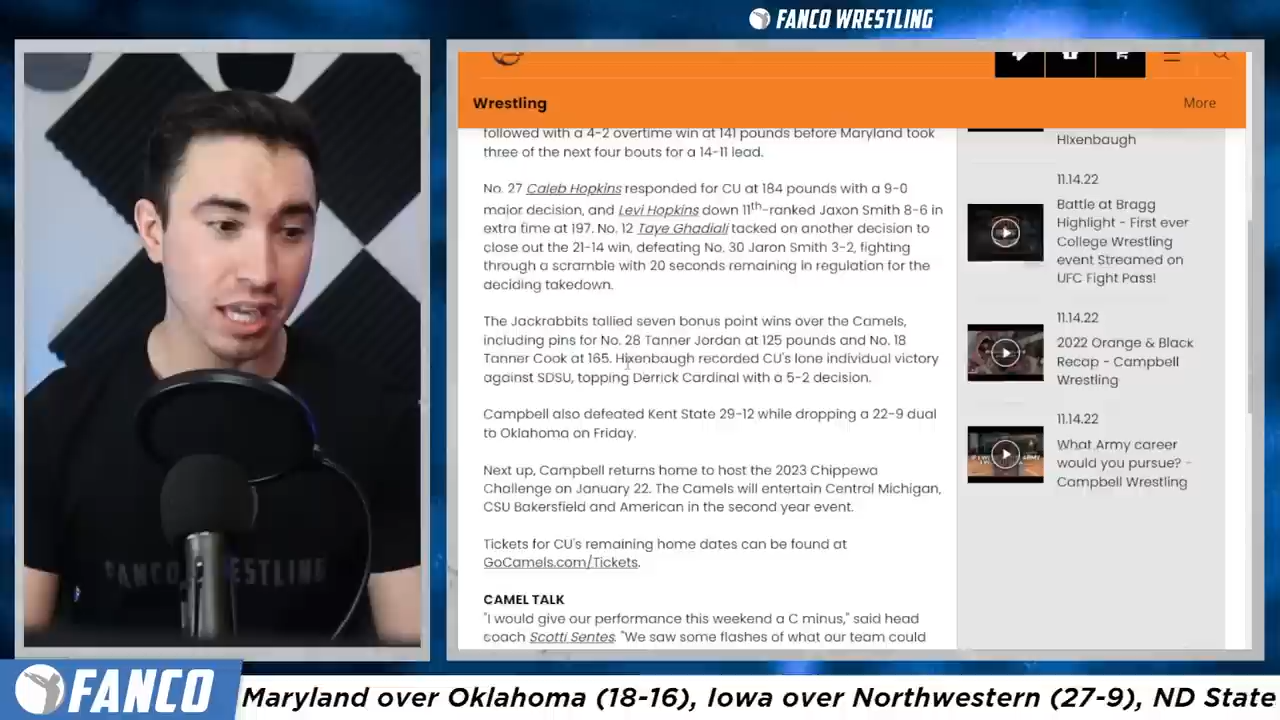 FANCO WRESTLING
Wrestling
More
followed with a 4-2 overtime win at 141 pounds before Maryland took
three of the next four bouts for a 14-11 lead.
No. 27 Caleb Hopkins responded for CU at 184 pounds with a 9-0
major decision, and Levi Hopkins down 11th-ranked Jaxon Smith 8-6 in
extra time at 197. No. 12 Taye Ghadiali tacked on another decision to
close out the 21-14 win, defeating No. 30 Jaron Smith 3-2, fighting
through a scramble with 20 seconds remaining in regulation for the
deciding takedown.
The Jackrabbits tallied seven bonus point wins over the Camels,
including pins for No. 28 Tanner Jordan at 125 pounds and No. 18
Tanner Cook at 165. Hixenbaugh recorded CU's lone individual victory
against SDSU, topping Derrick Cardinal with a 5-2 decision.
Campbell also defeated Kent State 29-12 while dropping a 22-9 dual
to Oklahoma on Friday.
Next up, Campbell returns home to host the 2023 Chippewa
Challenge on January 22. The Camels will entertain Central Michigan,
CSU Bakersfield and American in the second year event.
Tickets for CU's remaining home dates can be found at
GoCamels.com/Tickets.
CAMEL TALK
"I would give our performance this weekend a C minus," said head
coach Scotti Sentes. "We saw some flashes of what our team could
HIxenbaugh
11.14.22
Battle at Bragg
Highlight - First ever
College Wrestling
event Streamed on
UFC Fight Pass!
11.14.22
2022 Orange & Black
Recap - Campbell
Wrestling
11.14.22
What Army career
would you pursue? -
Campbell Wrestling
FANCO WRESTLING
FANCO
Maryland over Oklahoma (18-16), Iowa over Northwestern (27-9), ND State